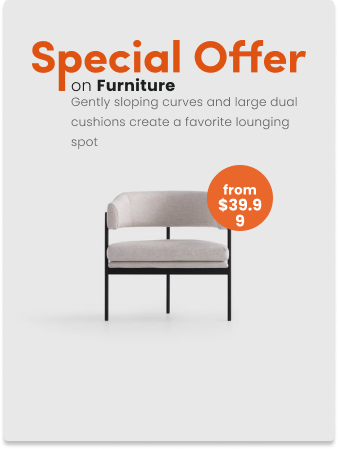 Special Offer
on Furniture
Gently sloping curves and large dual
cushions create a favorite lounging
spot
from
$39.9
9